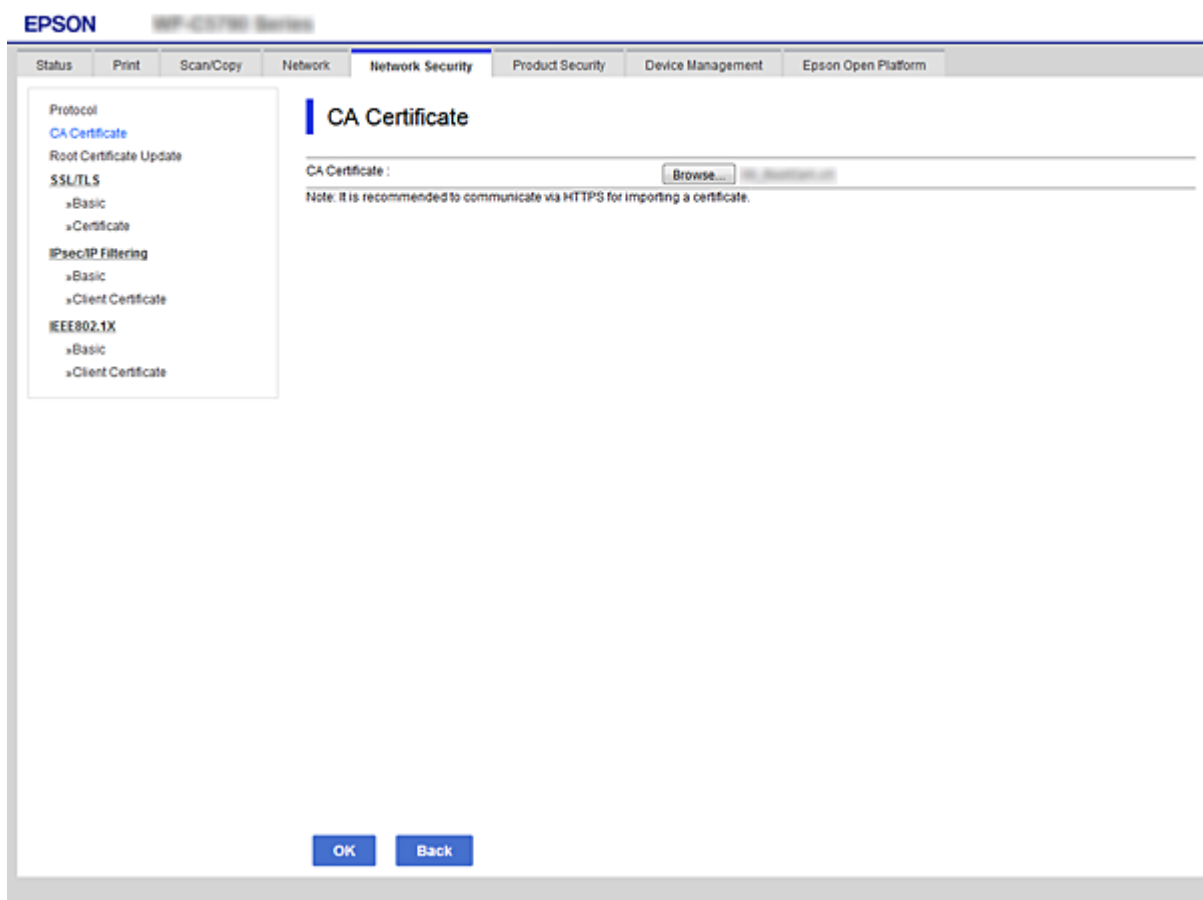 EPSON
Status Print Scan/Copy Network Network Security Product Security Device Management Epson Open Platform
Protocol
CA Certificate
Root Certificate Update
SSL/TLS
»Basic
»Certificate
IPsec/IP Filtering
»Basic
»Client Certificate
IEEE802.1X
»Basic
»Client Certificate
CA Certificate
CA Certificate : Browse...
Note: It is recommended to communicate via HTTPS for importing a certificate.
OK Back